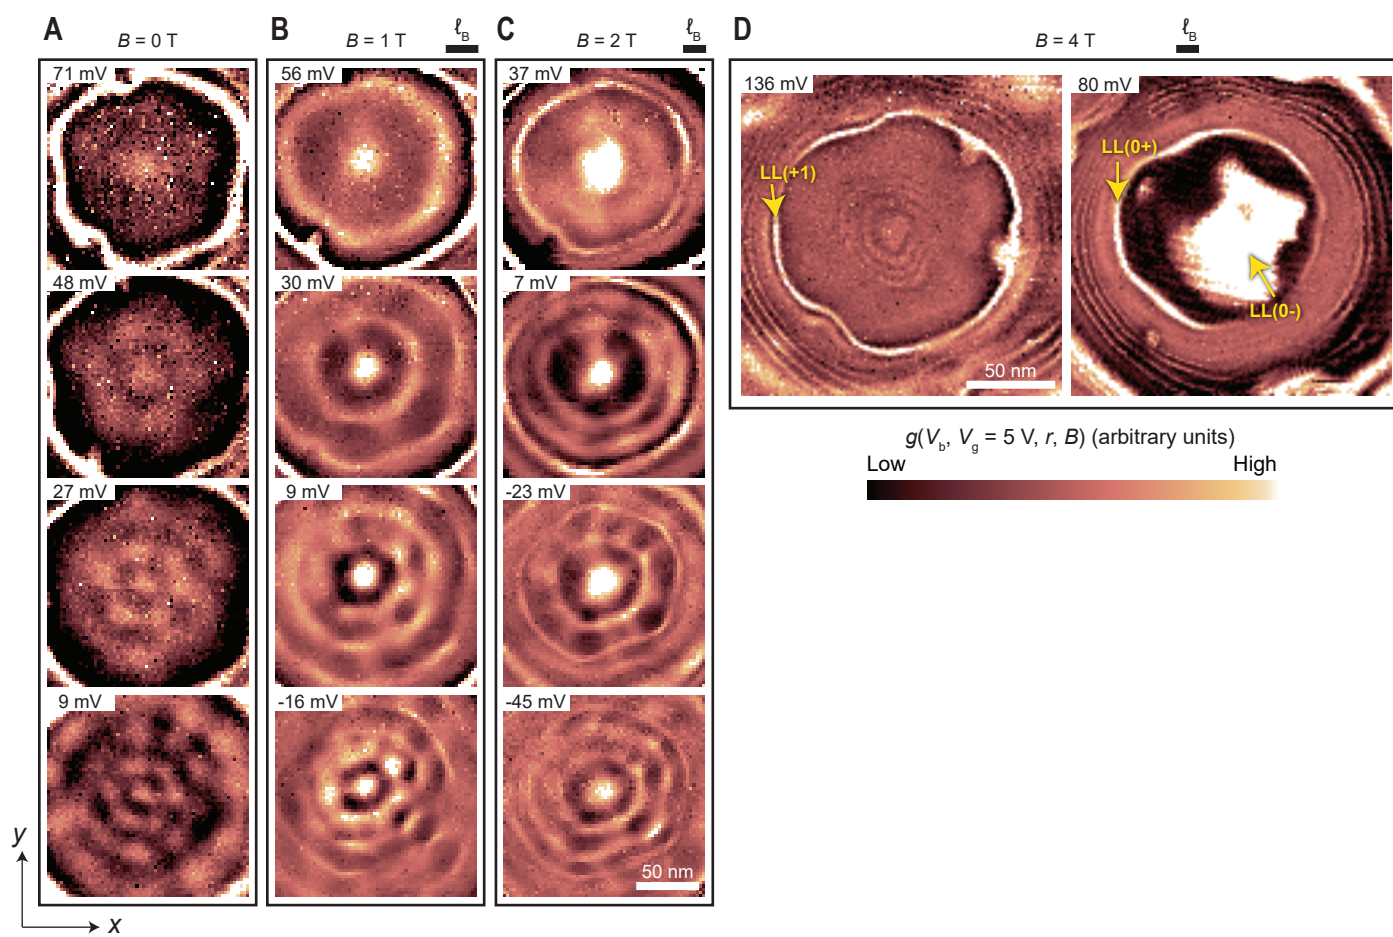 A
B = 0 T
71 mV
48 mV
27 mV
9 mV
B
B = 1 T
ℓB
56 mV
30 mV
9 mV
-16 mV
C
B = 2 T
ℓB
37 mV
7 mV
-23 mV
-45 mV
50 nm
D
B = 4 T
ℓB
136 mV
LL(+1)
50 nm
80 mV
LL(0+)
LL(0-)
g(Vb, Vg = 5 V, r, B) (arbitrary units)
Low High
y
x